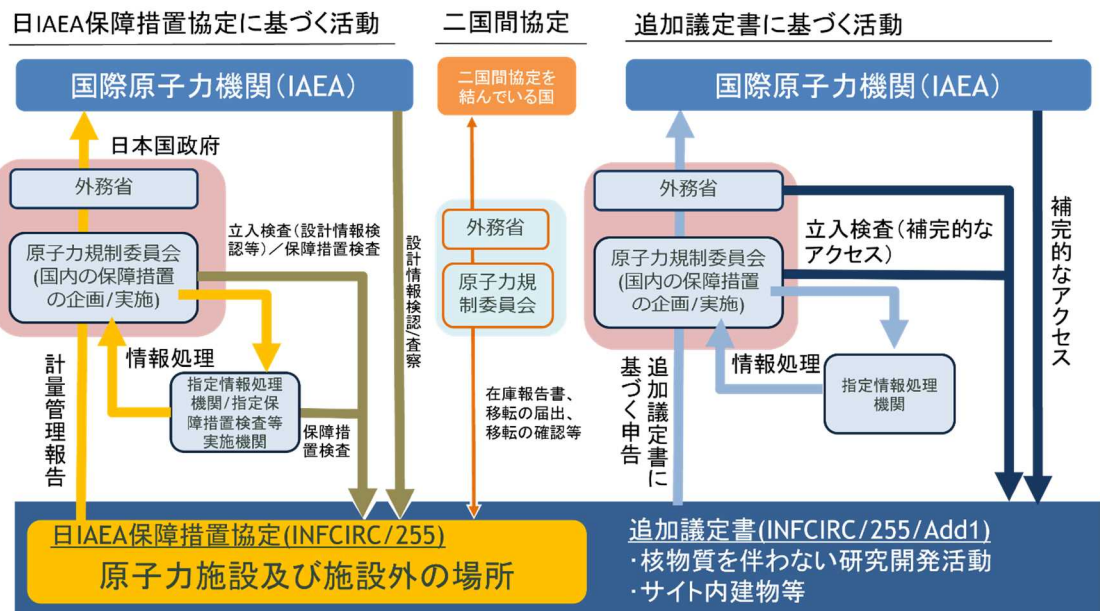 日IAEA保障措置協定に基づく活動
国際原子力機関（IAEA）
日本国政府
外務省
原子力規制委員会
(国内の保障措置
の企画/実施)
立入検査（設計情報検
認等）／保障措置検査
設計情報検認/査察
情報処理
計量管理報告
指定情報処理
機関/指定保
障措置検査等
実施機関
保障措
置検査
日IAEA保障措置協定(INFCIRC/255)
原子力施設及び施設外の場所
二国間協定
二国間協定を
結んでいる国
外務省
原子力規
制委員会
在庫報告書、
移転の届出、
移転の確認等
追加議定書に基づく活動
国際原子力機関（IAEA）
外務省
原子力規制委員会
(国内の保障措置
の企画/実施)
立入検査（補完的な
アクセス）
補完的なアクセス
情報処理
追加議定書に
基づく申告
指定情報処理
機関
追加議定書(INFCIRC/255/Add1)
・核物質を伴わない研究開発活動
・サイト内建物等